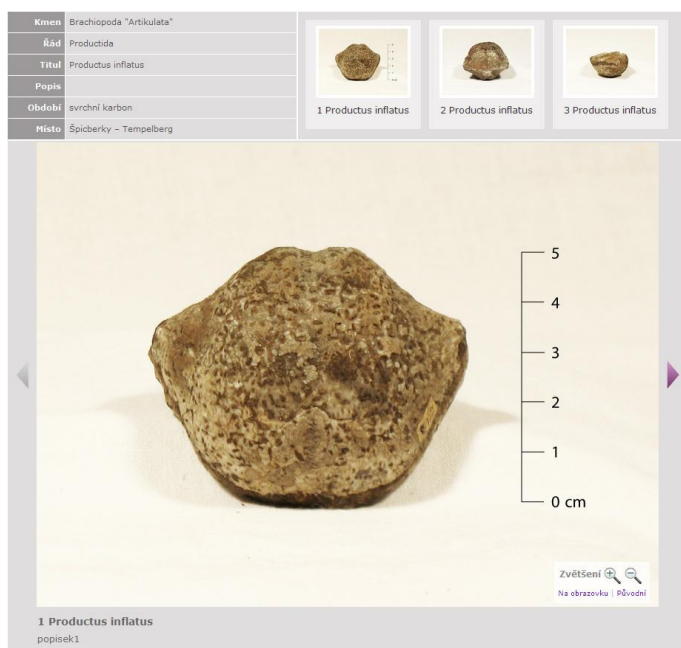 Kmen Brachiopoda "Artikulata"
Řád Productida
Titul Productus inflatus
Popis
Období svrchní karbon
Místo Špicberky – Tempelberg
1 Productus inflatus
2 Productus inflatus
3 Productus inflatus
5
4
3
2
1
0 cm
Zvětšení
Na obrazovku | Původní
1 Productus inflatus
popisek1